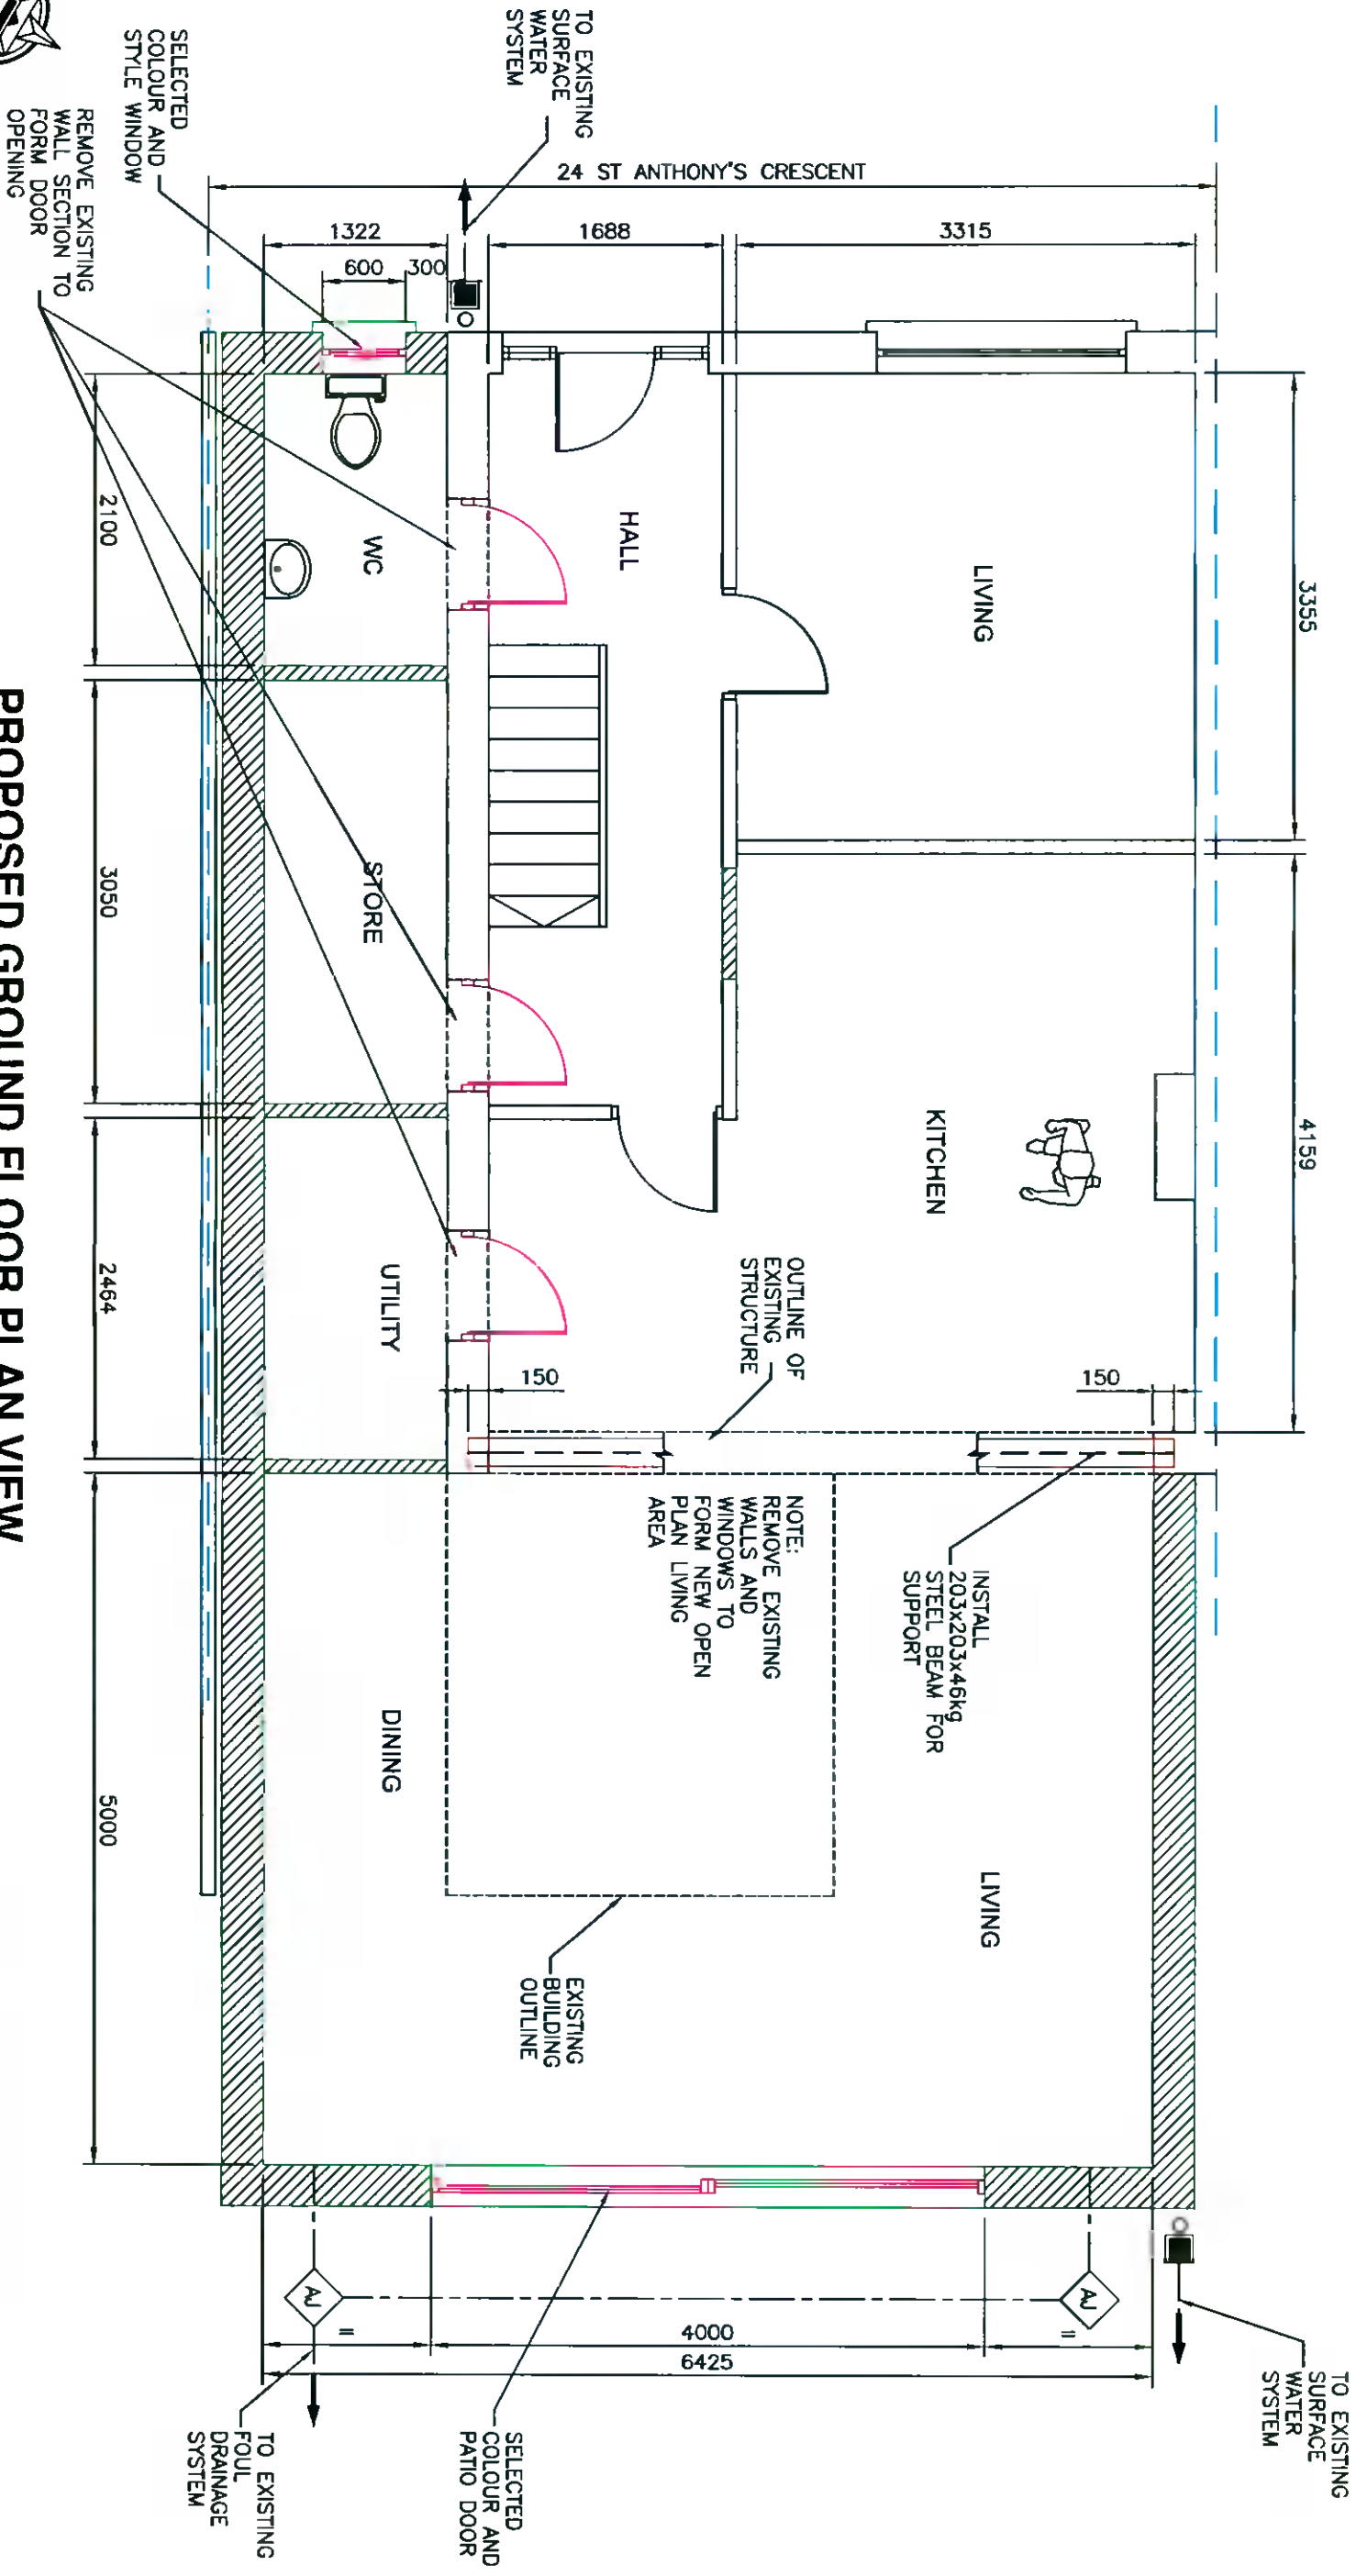 TO EXISTING
SURFACE
WATER
SYSTEM
SELECTED
COLOUR AND
STYLE WINDOW
REMOVE EXISTING
WALL SECTION TO
FORM DOOR
OPENING
24 ST ANTHONY'S CRESCENT
1322
1688
3315
600
300
3355
4159
LIVING
HALL
WC
2100
STORE
3050
KITCHEN
UTILITY
2464
150
150
OUTLINE OF
EXISTING
STRUCTURE
NOTE:
REMOVE EXISTING
WALLS AND
WINDOWS TO
FORM NEW OPEN
PLAN LIVING
AREA
INSTALL
203x203x46kg
STEEL BEAM FOR
SUPPORT
DINING
5000
LIVING
EXISTING
BUILDING
OUTLINE
AJ
AJ
=
=
4000
6425
TO EXISTING
SURFACE
WATER
SYSTEM
SELECTED
COLOUR AND
PATIO DOOR
TO EXISTING
FOUL
DRAINAGE
SYSTEM
PROPOSED GROUND FLOOR PLAN VIEW